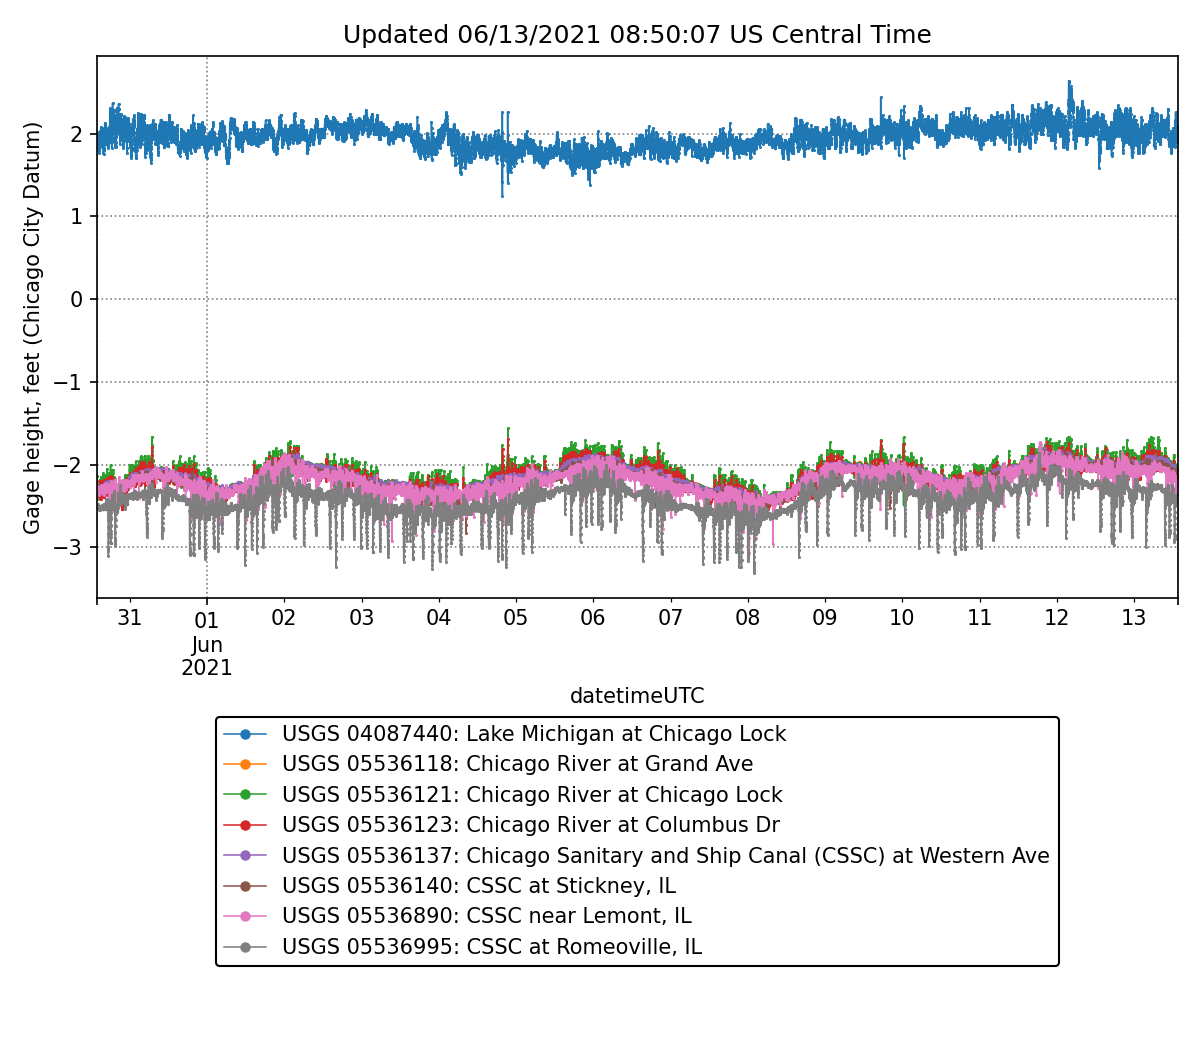 Updated 06/13/2021 08:50:07 US Central Time
Gage height, feet (Chicago City Datum)
2
1
0
−1
−2
−3
31
01
Jun
2021
02
03
04
05
06
07
08
09
10
11
12
13
datetimeUTC
USGS 04087440: Lake Michigan at Chicago Lock
USGS 05536118: Chicago River at Grand Ave
USGS 05536121: Chicago River at Chicago Lock
USGS 05536123: Chicago River at Columbus Dr
USGS 05536137: Chicago Sanitary and Ship Canal (CSSC) at Western Ave
USGS 05536140: CSSC at Stickney, IL
USGS 05536890: CSSC near Lemont, IL
USGS 05536995: CSSC at Romeoville, IL